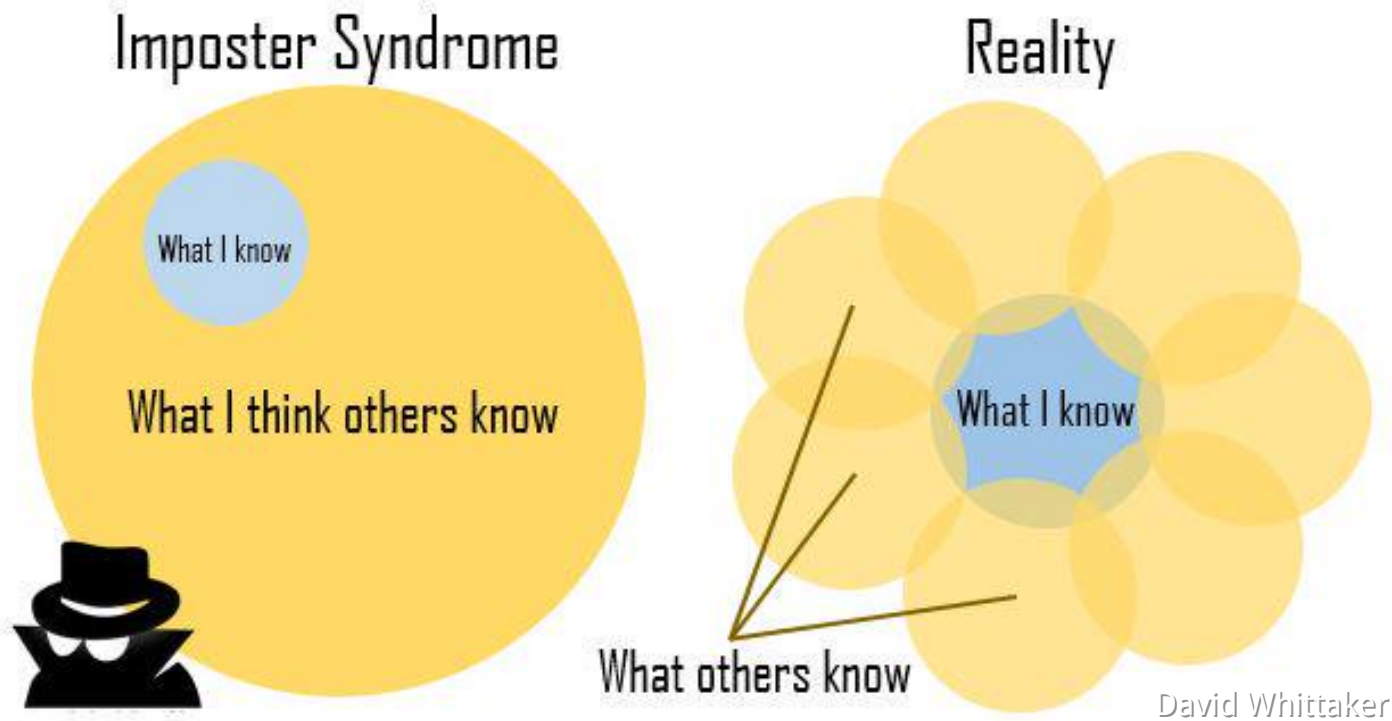 Imposter Syndrome
Reality
What I know
What I think others know
What I know
What others know
David Whittaker